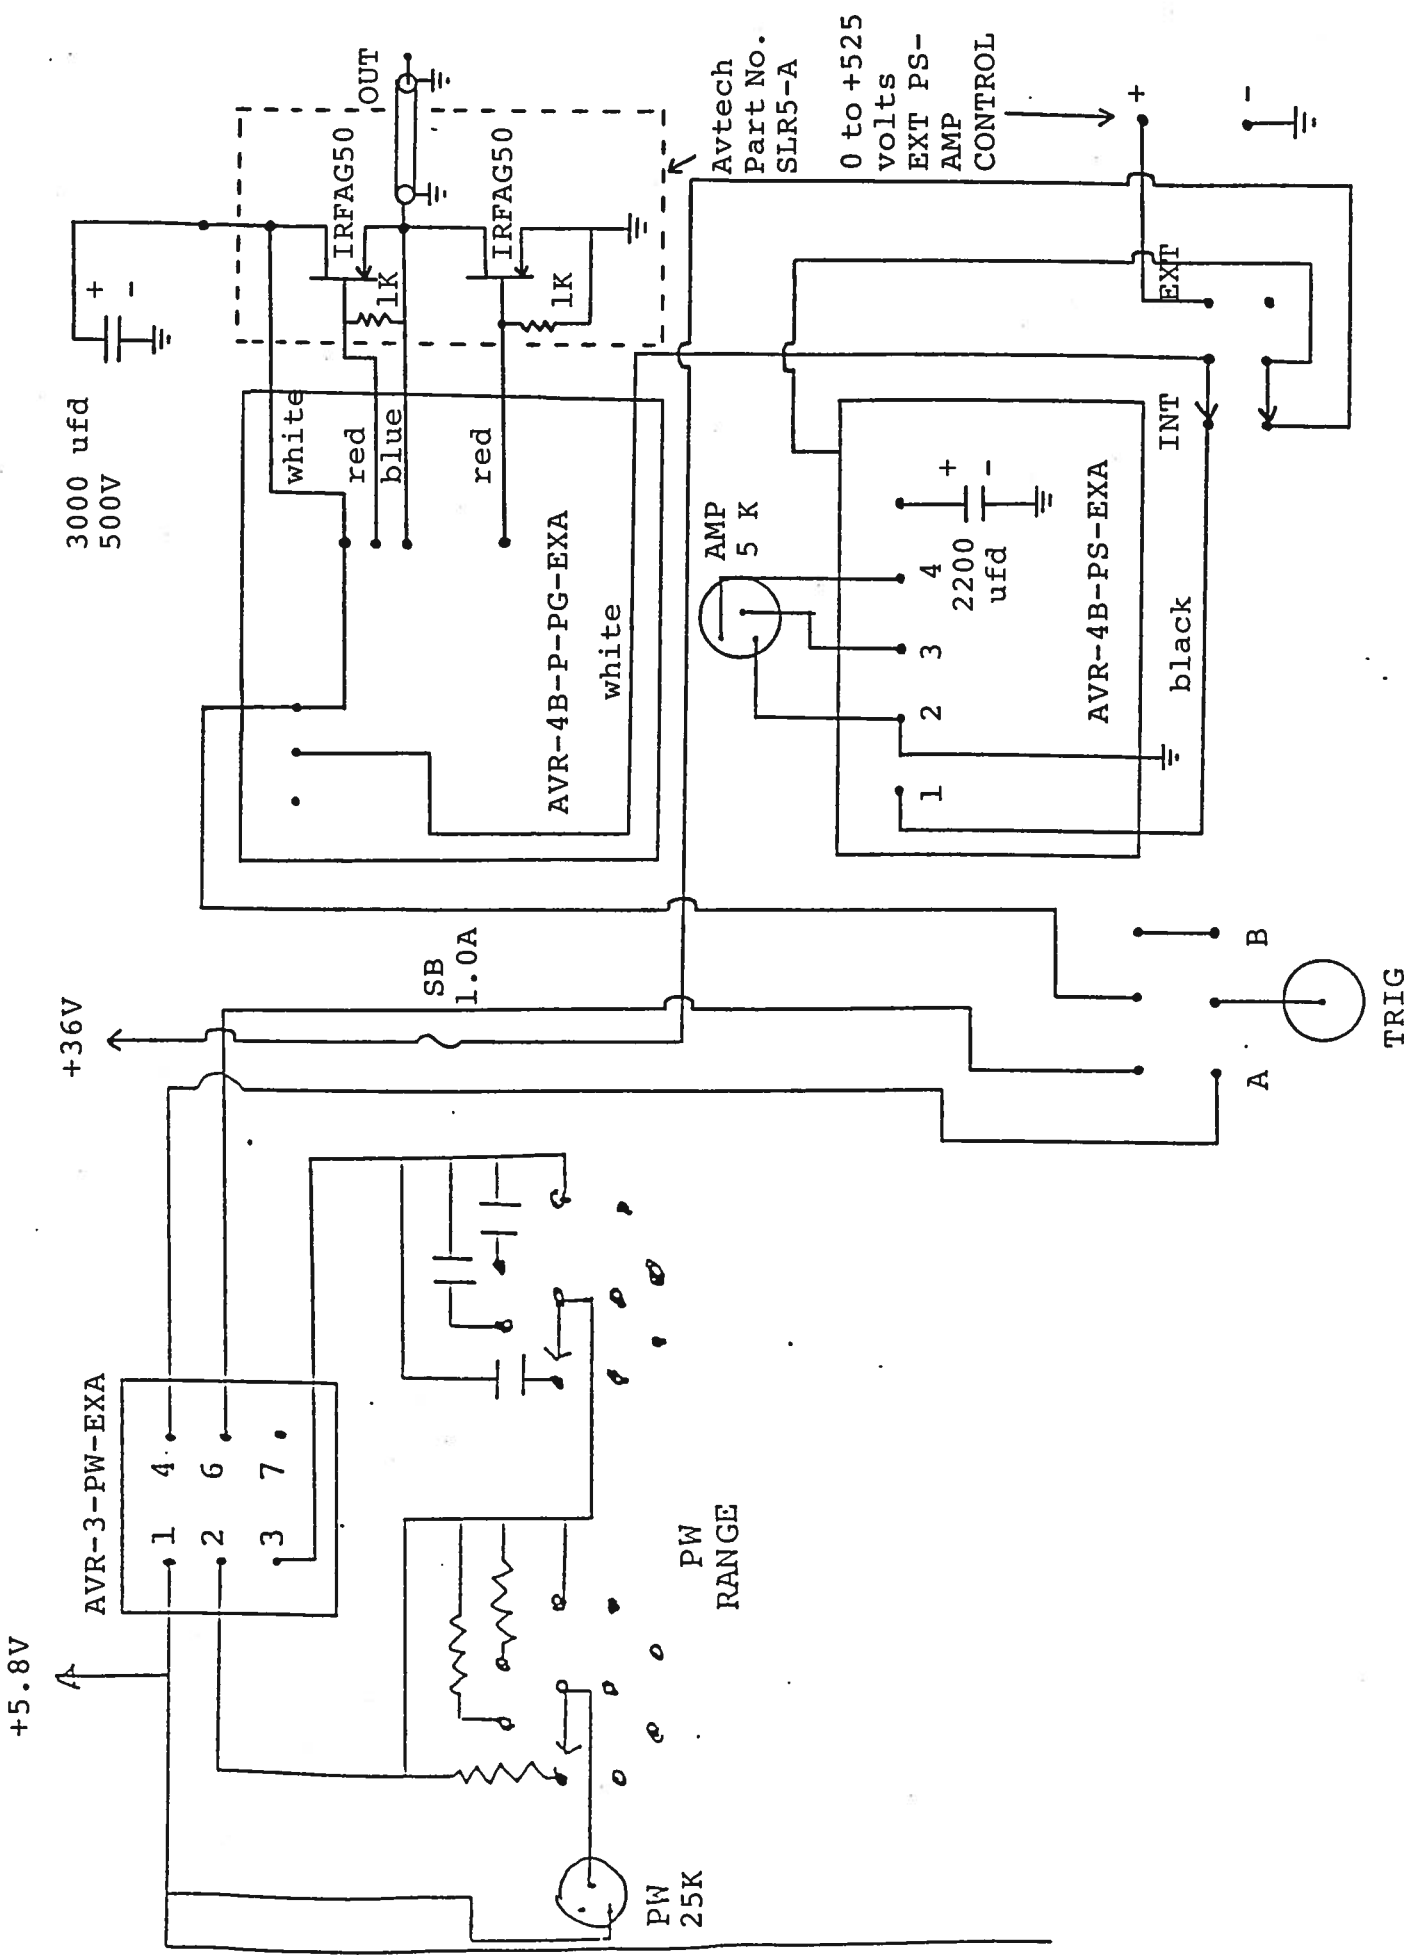 +5.8V
AVR-3-PW-EXA
1
4
2
6
3
7
PW
25K
PW
RANGE
+36V
SB
1.0A
A
B
TRIG
3000 ufd
500V
+
-
white
red
blue
red
AVR-4B-P-PG-EXA
white
IRFAG50
1K
IRFAG50
1K
OUT
Avtech
Part No.
SLR5-A
0 to +525
volts
EXT PS-
AMP
CONTROL
+
-
AMP
5 K
1
2
3
4
2200
ufd
+
-
AVR-4B-PS-EXA
black
INT
EXT